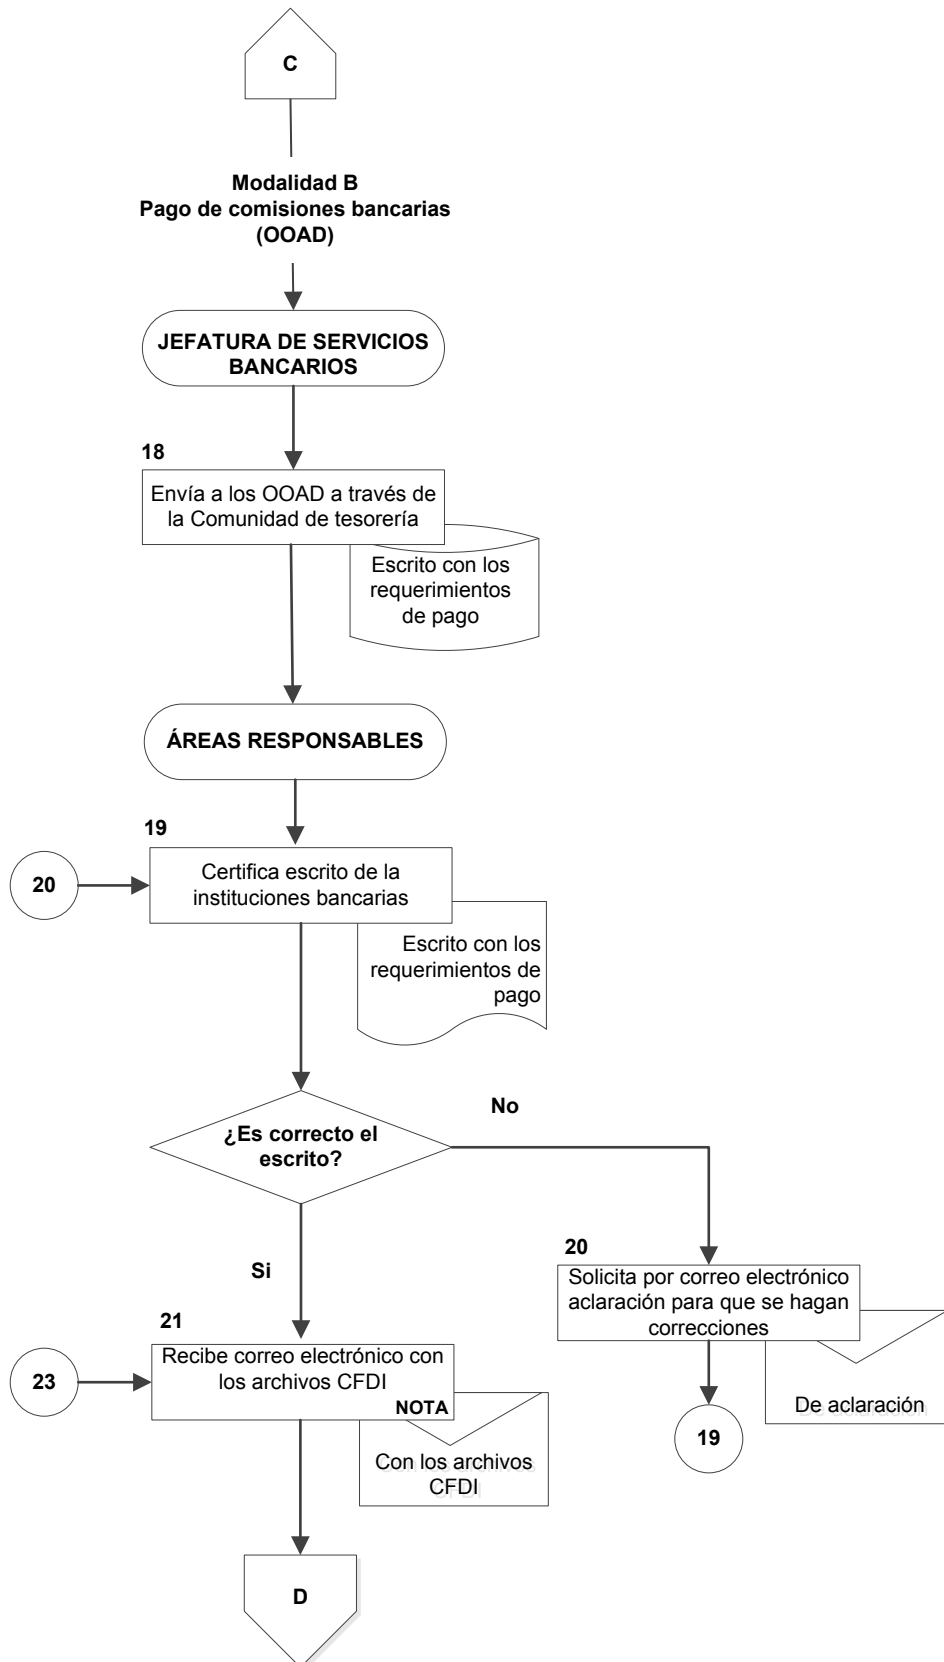 C
Modalidad B
Pago de comisiones bancarias
(OOAD)
JEFATURA DE SERVICIOS
BANCARIOS
18
Envía a los OOAD a través de
la Comunidad de tesorería
Escrito con los
requerimientos
de pago
ÁREAS RESPONSABLES
19
20
Certifica escrito de la
instituciones bancarias
Escrito con los
requerimientos de
pago
¿Es correcto el
escrito?
No
20
Solicita por correo electrónico
aclaración para que se hagan
correcciones
De aclaración
19
Si
21
23
Recibe correo electrónico con
los archivos CFDI
NOTA
Con los archivos
CFDI
D